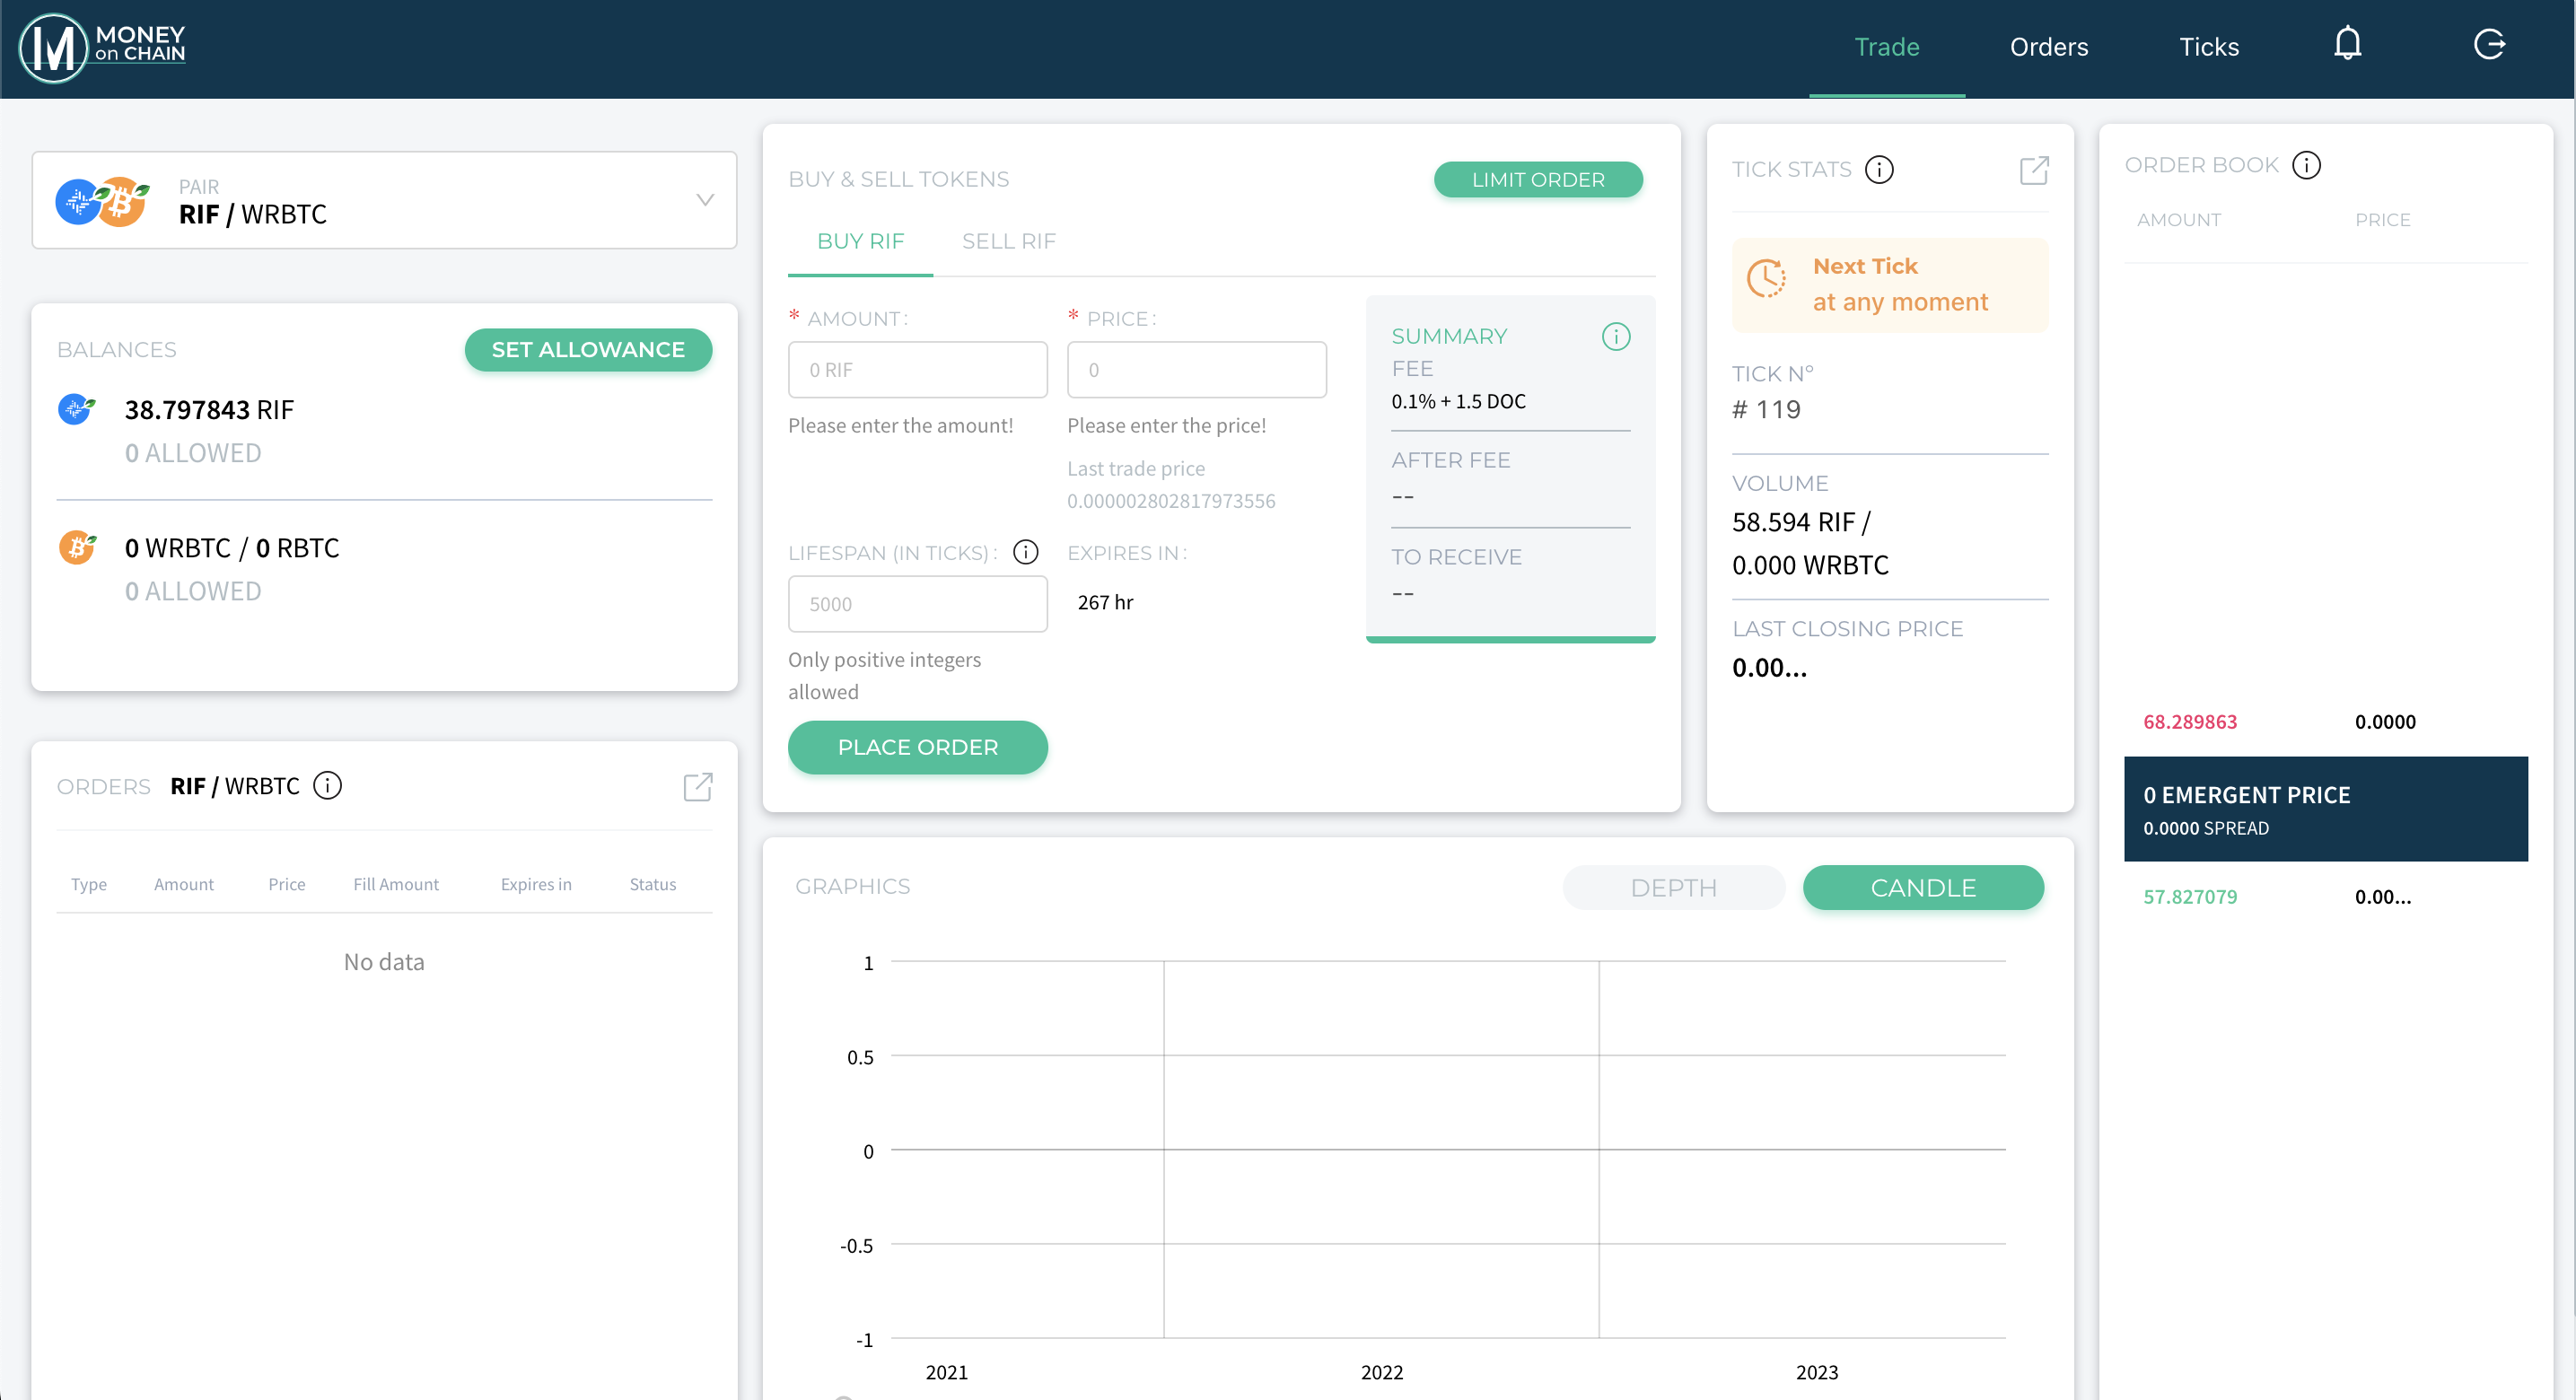 MONEY
on CHAIN
Trade
Orders
Ticks
PAIR
RIF / WRBTC
BALANCES
SET ALLOWANCE
38.797843 RIF
0 ALLOWED
0 WRBTC / 0 RBTC
0 ALLOWED
ORDERS RIF / WRBTC
Type Amount Price Fill Amount Expires in Status
No data
BUY & SELL TOKENS
LIMIT ORDER
BUY RIF SELL RIF
* AMOUNT:
0 RIF
Please enter the amount!
* PRICE:
0
Please enter the price!
Last trade price
0.000002802817973556
LIFESPAN (IN TICKS):
5000
Only positive integers
allowed
EXPIRES IN:
267 hr
PLACE ORDER
SUMMARY
FEE
0.1% + 1.5 DOC
AFTER FEE
--
TO RECEIVE
--
TICK STATS
Next Tick
at any moment
TICK N°
# 119
VOLUME
58.594 RIF /
0.000 WRBTC
LAST CLOSING PRICE
0.00...
ORDER BOOK
AMOUNT PRICE
68.289863 0.0000
0 EMERGENT PRICE
0.0000 SPREAD
57.827079 0.00...
GRAPHICS
DEPTH CANDLE
1
0.5
0
-0.5
-1
2021 2022 2023